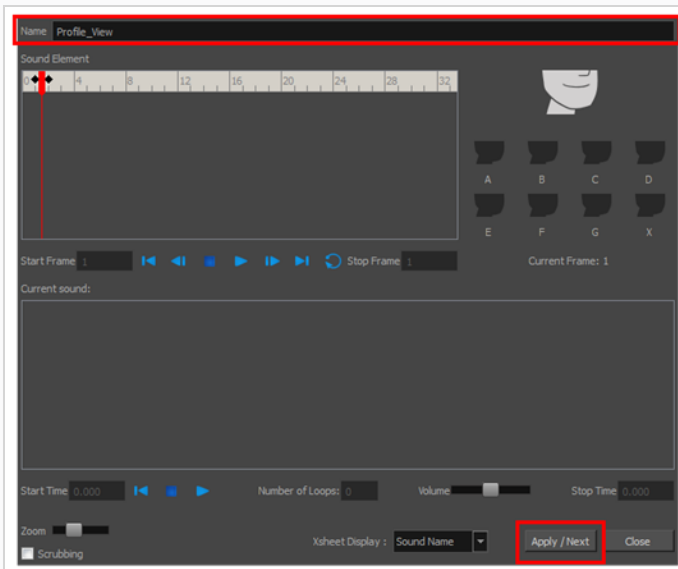 Name Profile_View
Sound Element
0 4 8 12 16 20 24 28 32
A B C D
E F G X
Start Frame 1 Stop Frame 1 Current Frame: 1
Current sound:
Start Time 0.000 Number of Loops: 0 Volume Stop Time 0.000
Zoom
Xsheet Display : Sound Name Apply / Next Close
Scrubbing